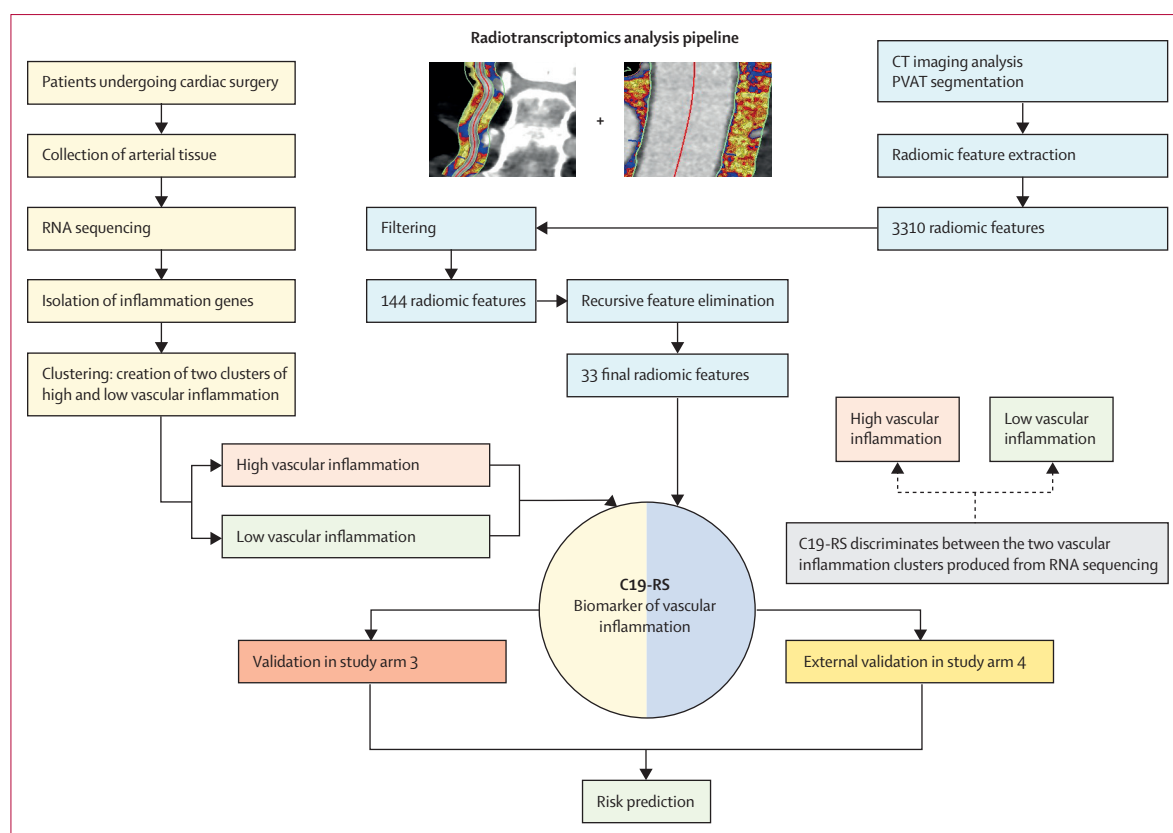 Radiotranscriptomics analysis pipeline
Patients undergoing cardiac surgery
Collection of arterial tissue
RNA sequencing
Isolation of inflammation genes
Clustering: creation of two clusters of
high and low vascular inflammation
+
CT imaging analysis
PVAT segmentation
Radiomic feature extraction
3310 radiomic features
Filtering
144 radiomic features
Recursive feature elimination
33 final radiomic features
High vascular inflammation
Low vascular inflammation
High vascular
inflammation
Low vascular
inflammation
C19-RS discriminates between the two vascular
inflammation clusters produced from RNA sequencing
C19-RS
Biomarker of vascular
inflammation
Validation in study arm 3
External validation in study arm 4
Risk prediction